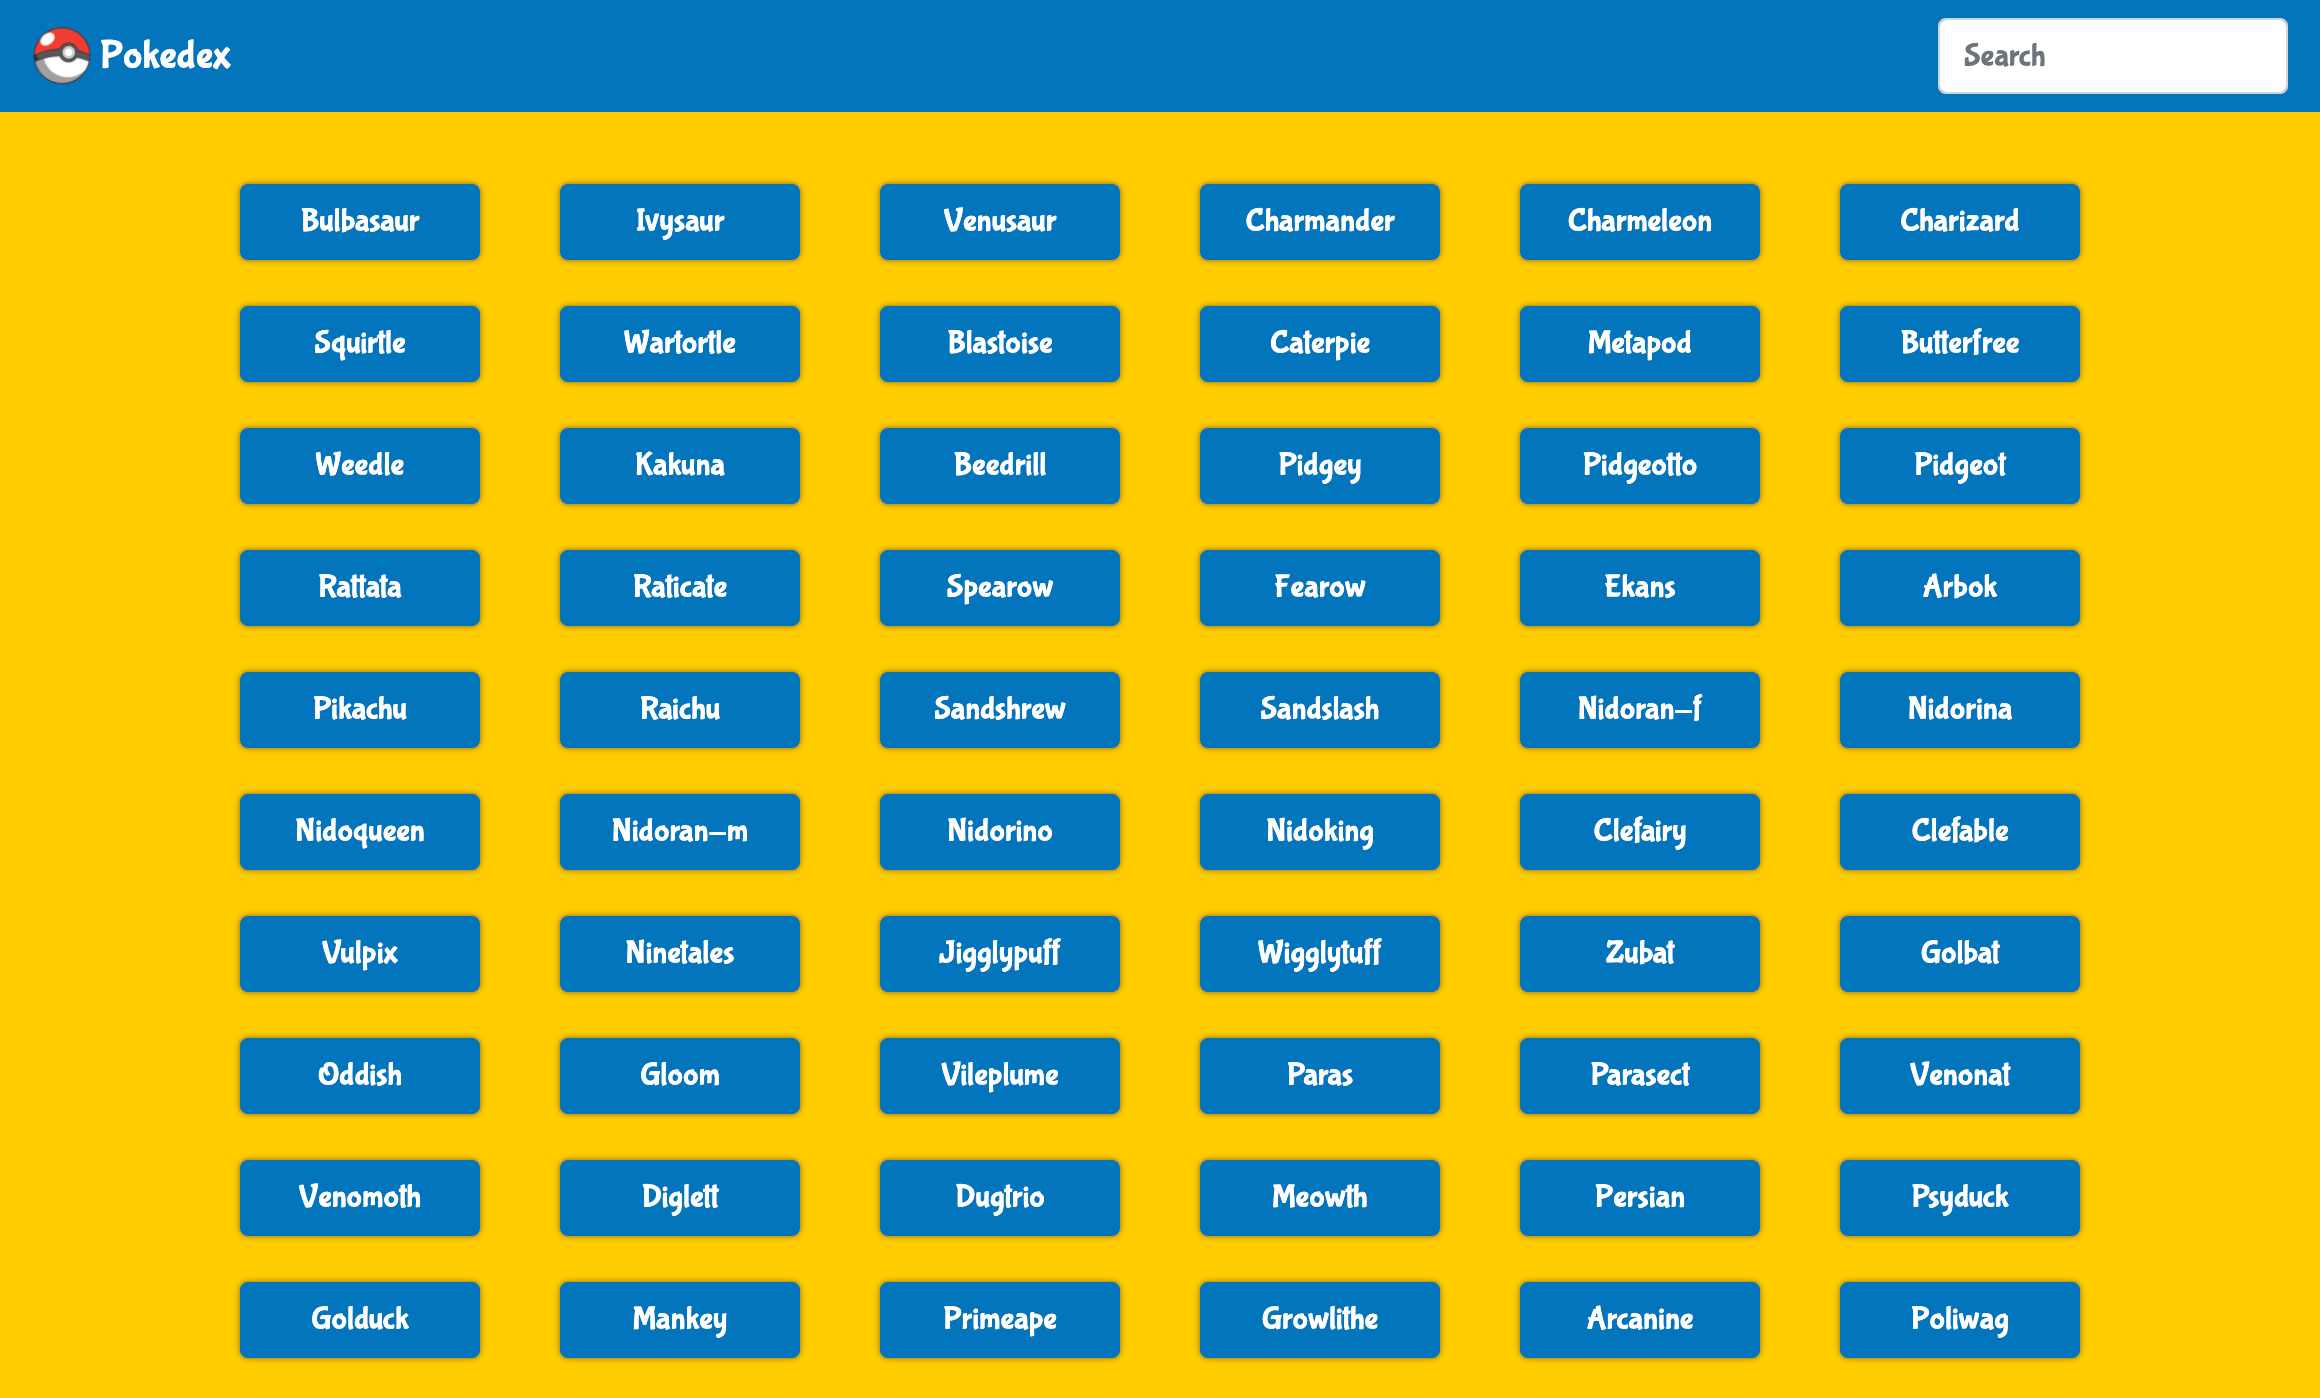 Pokedex Search
Bulbasaur Ivysaur Venusaur Charmander Charmeleon Charizard
Squirtle Wartortle Blastoise Caterpie Metapod Butterfree
Weedle Kakuna Beedrill Pidgey Pidgeotto Pidgeot
Rattata Raticate Spearow Fearow Ekans Arbok
Pikachu Raichu Sandshrew Sandslash Nidoran-f Nidorina
Nidoqueen Nidoran-m Nidorino Nidoking Clefairy Clefable
Vulpix Ninetales Jigglypuff Wigglytuff Zubat Golbat
Oddish Gloom Vileplume Paras Parasect Venonat
Venomoth Diglett Dugtrio Meowth Persian Psyduck
Golduck Mankey Primeape Growlithe Arcanine Poliwag